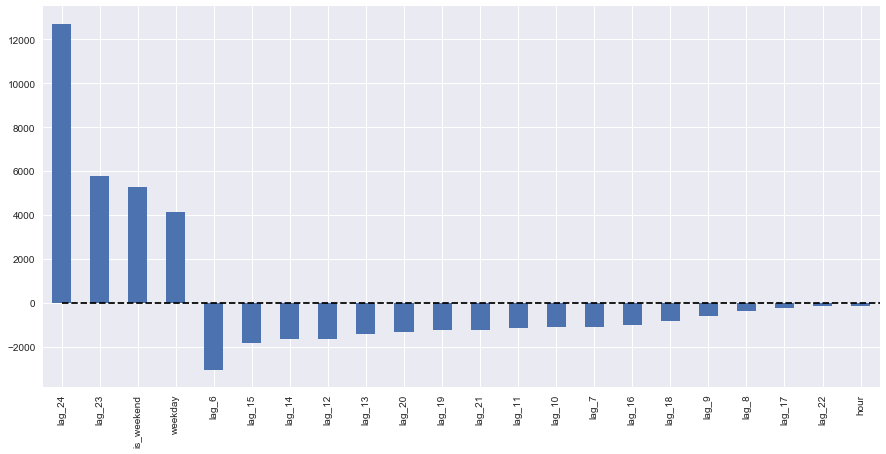 12000
10000
8000
6000
4000
2000
0
−2000
lag_24
lag_23
is_weekend
weekday
lag_6
lag_15
lag_14
lag_12
lag_13
lag_20
lag_19
lag_21
lag_11
lag_10
lag_7
lag_16
lag_18
lag_9
lag_8
lag_17
lag_22
hour